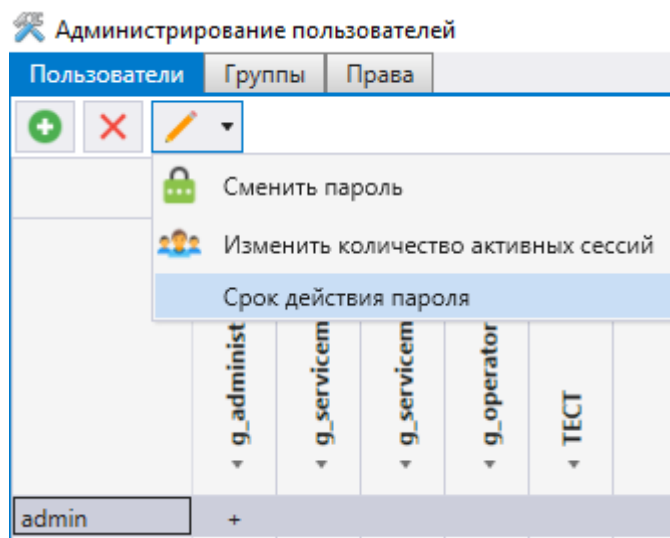 Администрирование пользователей
Пользователи Группы Права
Сменить пароль
Изменить количество активных сессий
Срок действия пароля
g_administ
g_servicem
g_servicem
g_operator
ТЕСТ
admin +